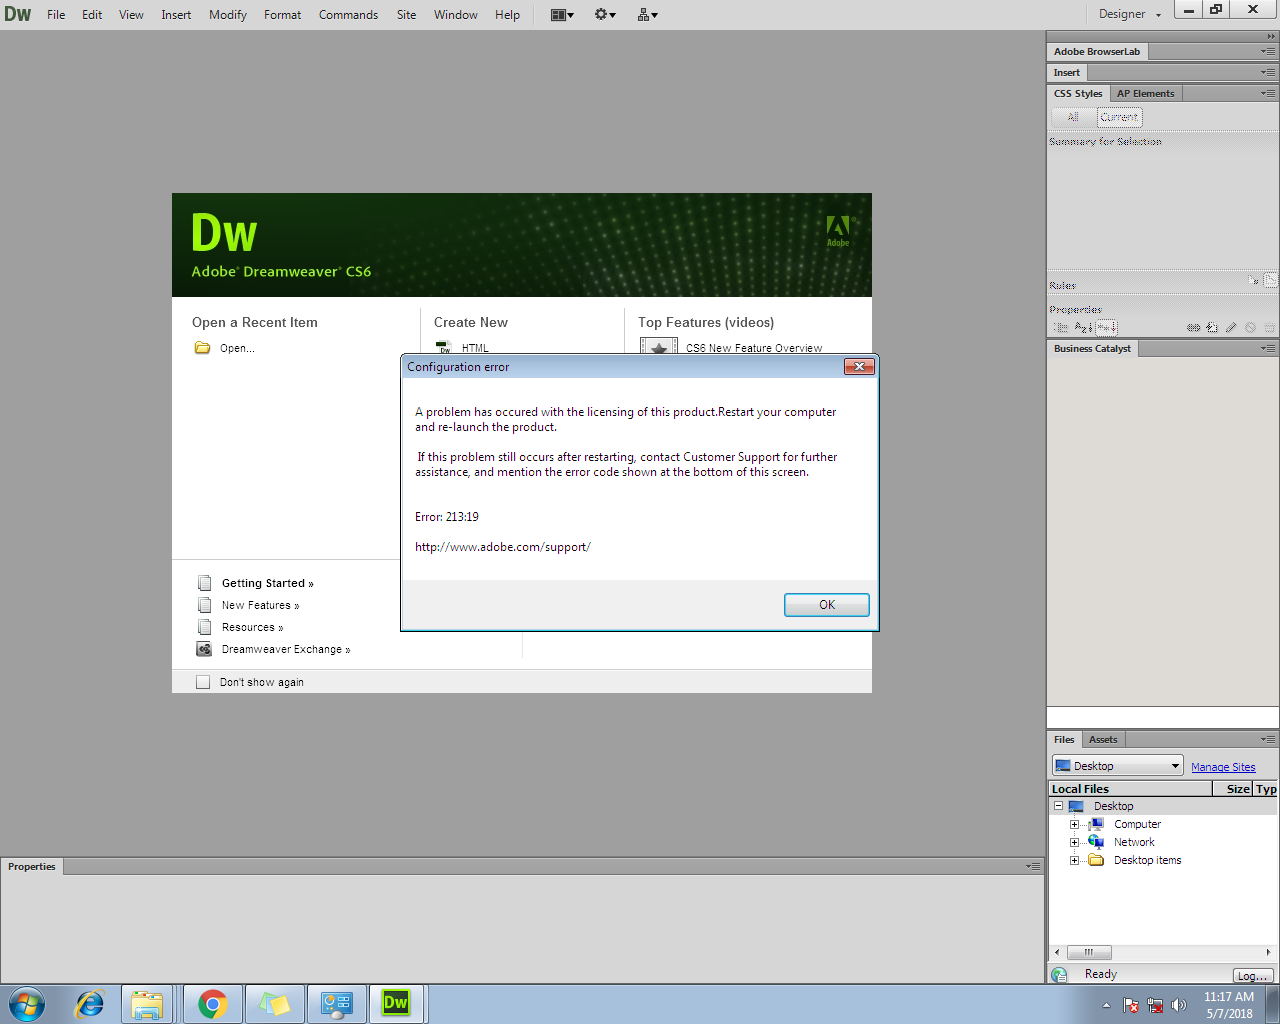 Dw File Edit View Insert Modify Format Commands Site Window Help Designer
Adobe BrowserLab
Insert
CSS Styles AP Elements
All Current
Summary for Selection
Rules
Properties
Business Catalyst
Dw
Adobe® Dreamweaver® CS6
Adobe
Open a Recent Item
Open...
Create New
HTML
Top Features (videos)
CS6 New Feature Overview
Configuration error
A problem has occured with the licensing of this product.Restart your computer
and re-launch the product.
If this problem still occurs after restarting, contact Customer Support for further
assistance, and mention the error code shown at the bottom of this screen.
Error: 213:19
http://www.adobe.com/support/
OK
Getting Started »
New Features »
Resources »
Dreamweaver Exchange »
Don't show again
Files Assets
Desktop Manage Sites
Local Files Size Typ
Desktop
Computer
Network
Desktop items
Ready Log...
Properties
Dw
11:17 AM
5/7/2018